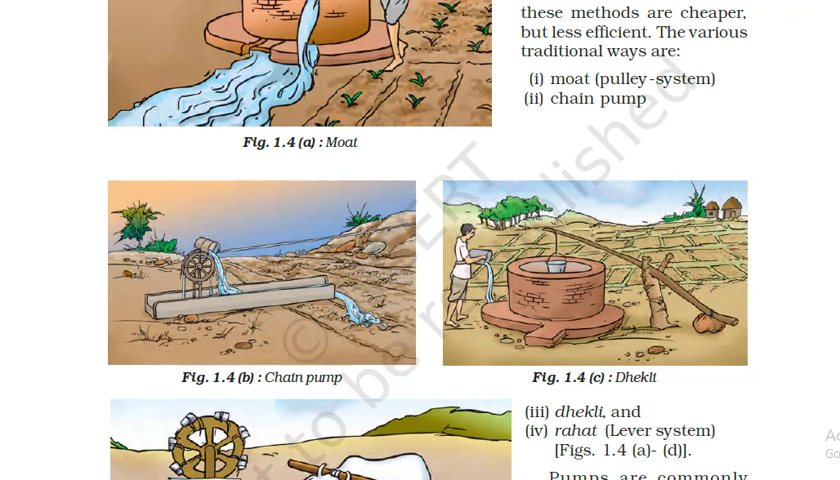 these methods are cheaper,
but less efficient. The various
traditional ways are:
(i) moat (pulley-system)
(ii) chain pump
Fig. 1.4 (a) : Moat
Fig. 1.4 (b) : Chain pump
Fig. 1.4 (c) : Dhekli
(iii) dhekli, and
(iv) rahat (Lever system)
[Figs. 1.4 (a)- (d)].
Pumps are commonly